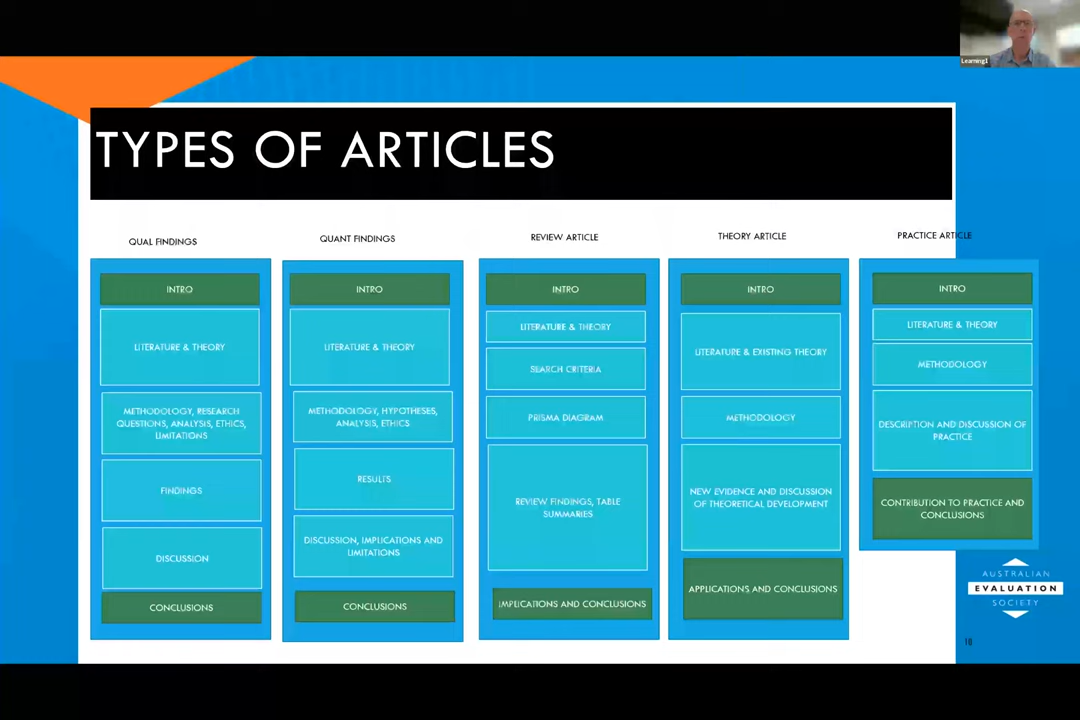 Learning1
TYPES OF ARTICLES
QUAL FINDINGS
INTRO
LITERATURE & THEORY
METHODOLOGY, RESEARCH
QUESTIONS, ANALYSIS, ETHICS,
LIMITATIONS
FINDINGS
DISCUSSION
CONCLUSIONS
QUANT FINDINGS
INTRO
LITERATURE & THEORY
METHODOLOGY, HYPOTHESES,
ANALYSIS, ETHICS
RESULTS
DISCUSSION, IMPLICATIONS AND
LIMITATIONS
CONCLUSIONS
REVIEW ARTICLE
INTRO
LITERATURE & THEORY
SEARCH CRITERIA
PRISMA DIAGRAM
REVIEW FINDINGS, TABLE
SUMMARIES
IMPLICATIONS AND CONCLUSIONS
THEORY ARTICLE
INTRO
LITERATURE & EXISTING THEORY
METHODOLOGY
NEW EVIDENCE AND DISCUSSION
OF THEORETICAL DEVELOPMENT
APPLICATIONS AND CONCLUSIONS
PRACTICE ARTICLE
INTRO
LITERATURE & THEORY
METHODOLOGY
DESCRIPTION AND DISCUSSION OF
PRACTICE
CONTRIBUTION TO PRACTICE AND
CONCLUSIONS
AUSTRALIAN
EVALUATION
SOCIETY